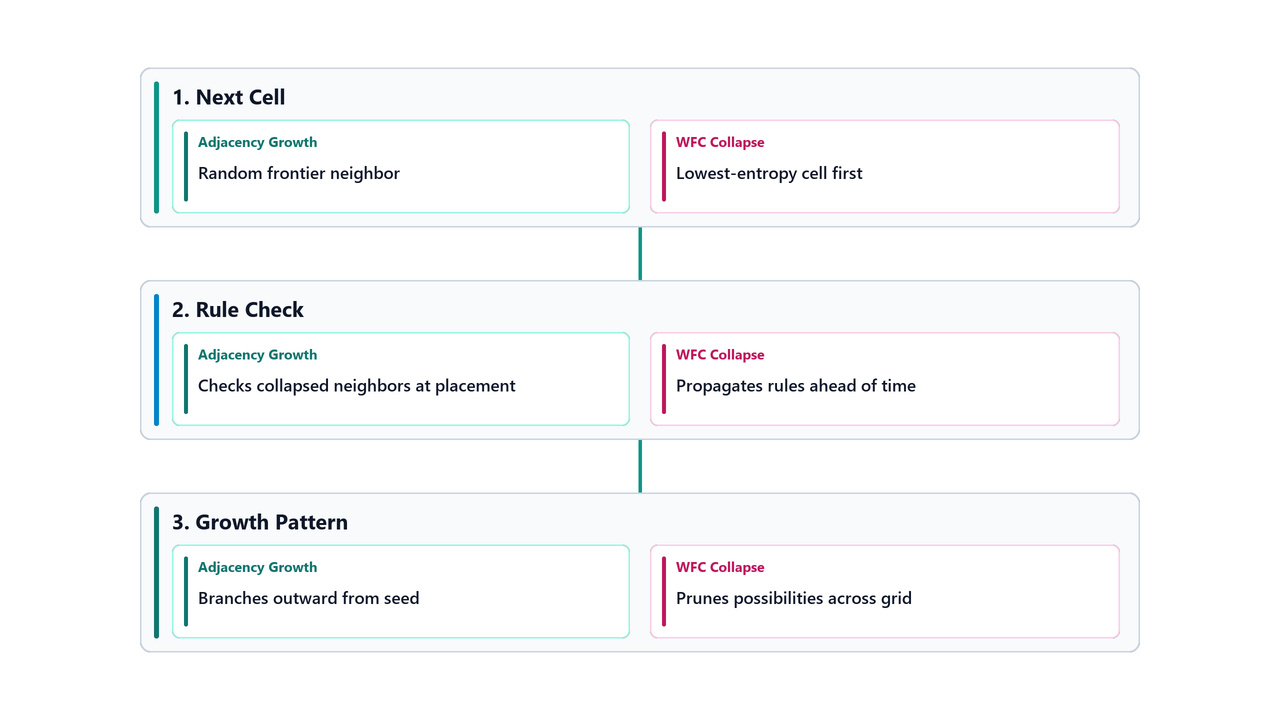 1. Next Cell
Adjacency Growth
Random frontier neighbor
WFC Collapse
Lowest-entropy cell first
2. Rule Check
Adjacency Growth
Checks collapsed neighbors at placement
WFC Collapse
Propagates rules ahead of time
3. Growth Pattern
Adjacency Growth
Branches outward from seed
WFC Collapse
Prunes possibilities across grid